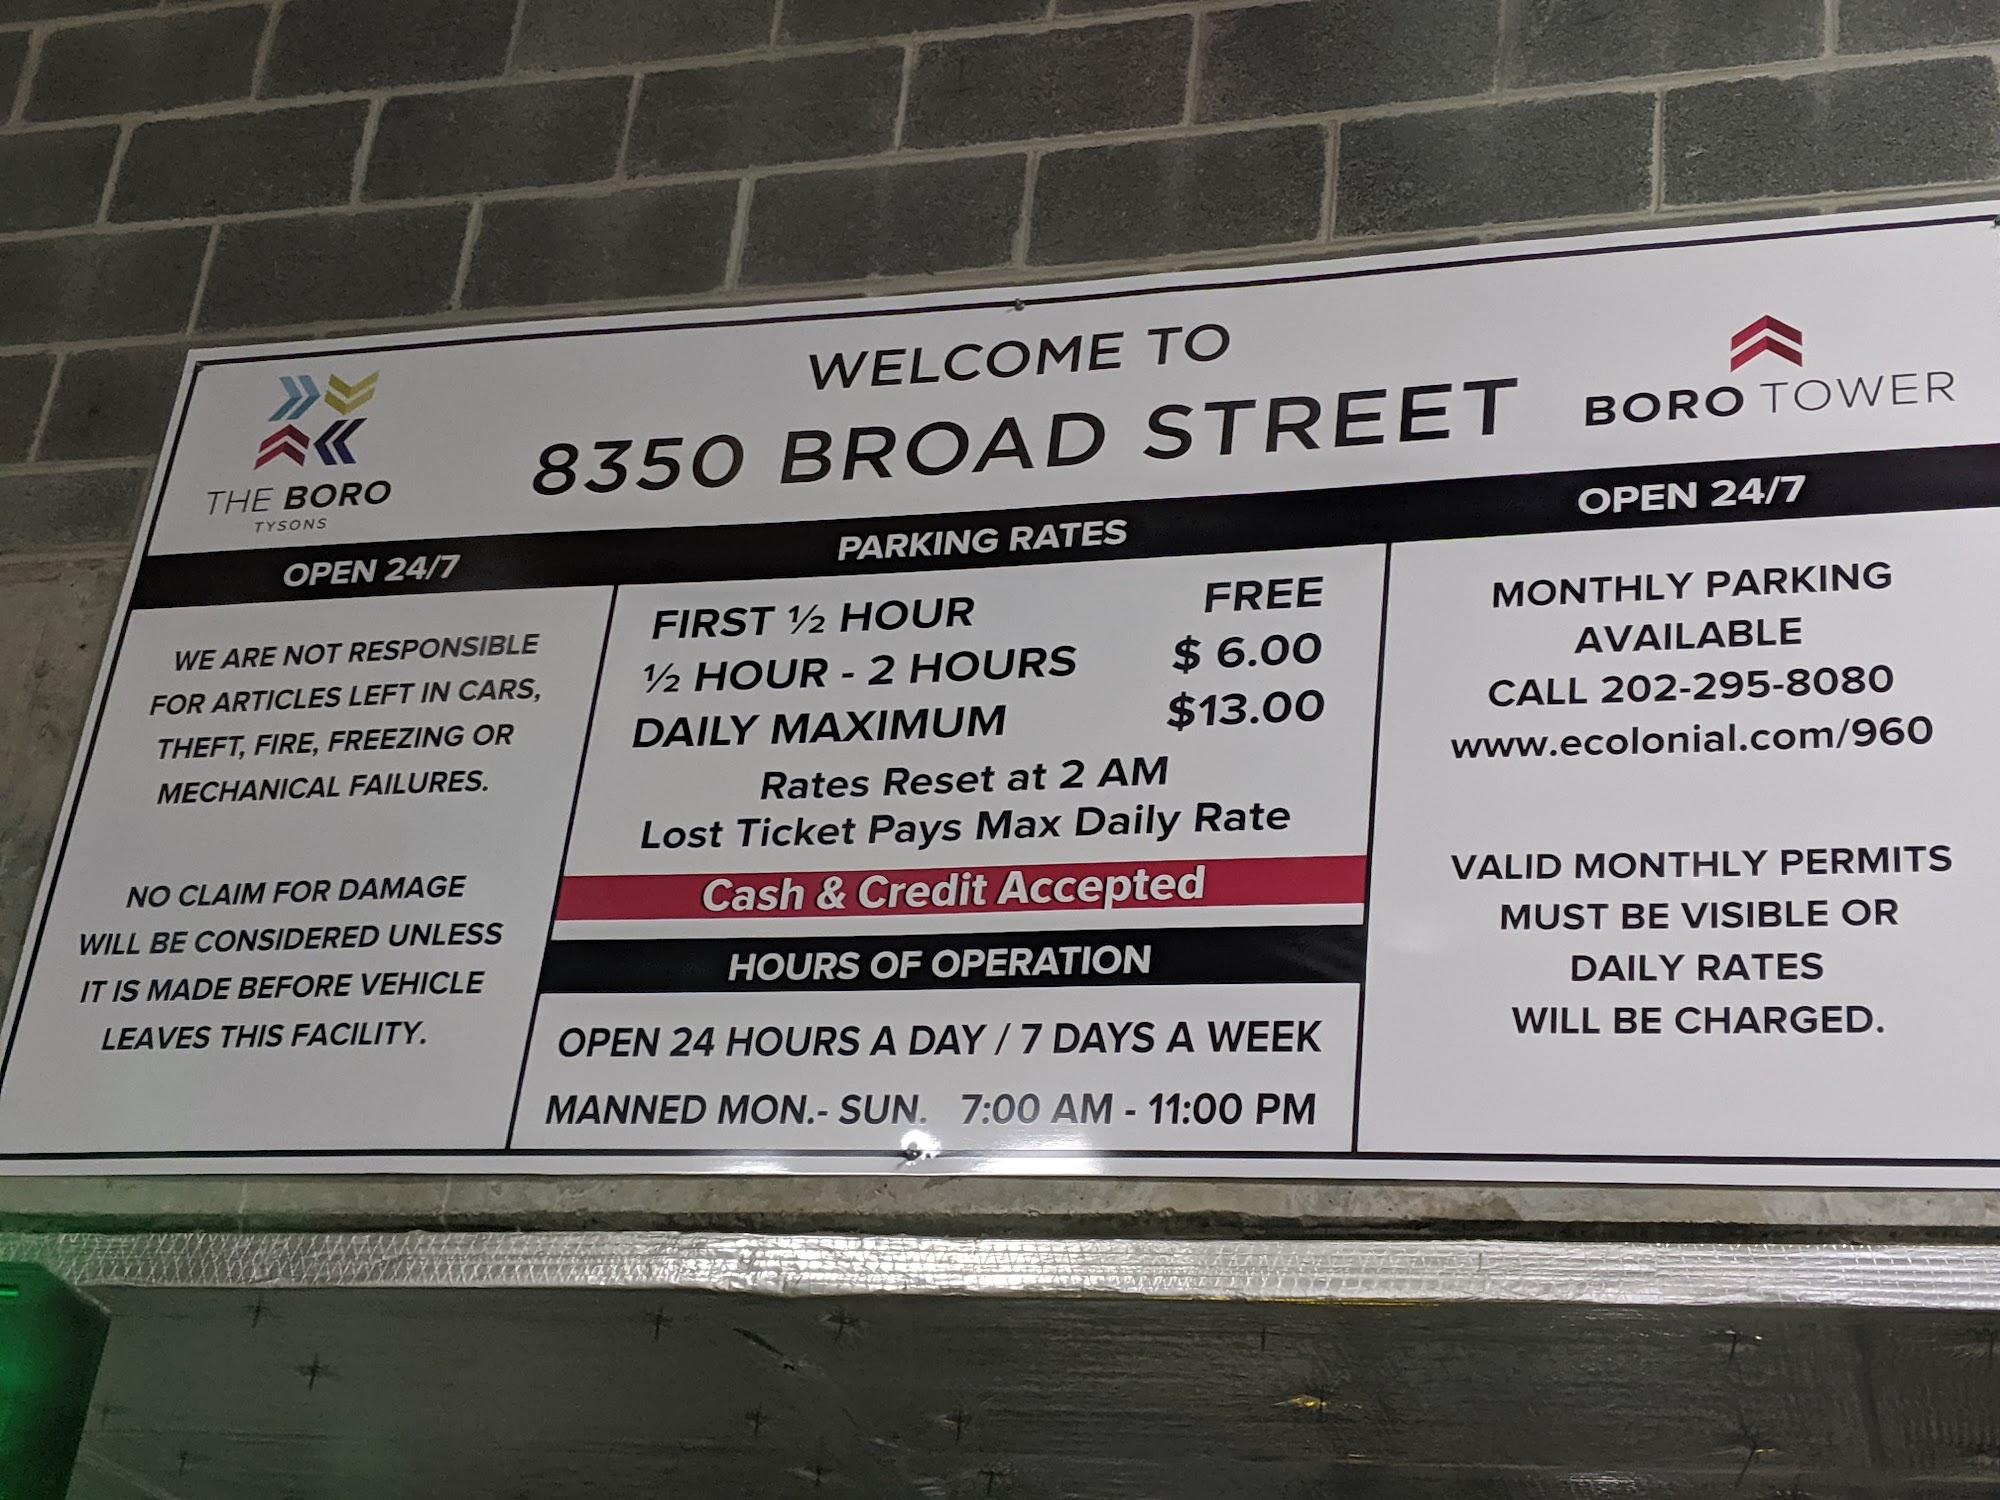 WELCOME TO
8350 BROAD STREET
THE BORO
TYSONS
BORO TOWER
OPEN 24/7
PARKING RATES
OPEN 24/7
WE ARE NOT RESPONSIBLE
FOR ARTICLES LEFT IN CARS,
THEFT, FIRE, FREEZING OR
MECHANICAL FAILURES.
NO CLAIM FOR DAMAGE
WILL BE CONSIDERED UNLESS
IT IS MADE BEFORE VEHICLE
LEAVES THIS FACILITY.
FIRST ½ HOUR FREE
½ HOUR - 2 HOURS $ 6.00
DAILY MAXIMUM $13.00
Rates Reset at 2 AM
Lost Ticket Pays Max Daily Rate
Cash & Credit Accepted
HOURS OF OPERATION
OPEN 24 HOURS A DAY / 7 DAYS A WEEK
MANNED MON.- SUN. 7:00 AM - 11:00 PM
MONTHLY PARKING
AVAILABLE
CALL 202-295-8080
www.ecolonial.com/960
VALID MONTHLY PERMITS
MUST BE VISIBLE OR
DAILY RATES
WILL BE CHARGED.